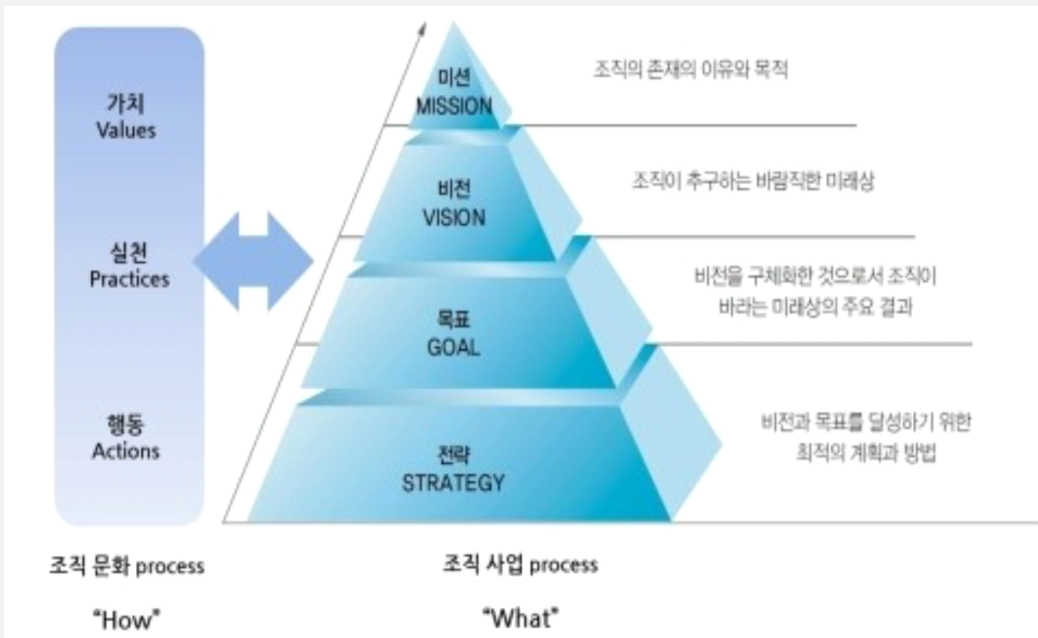 가치
Values
실천
Practices
행동
Actions
조직 문화 process
“How”
미션
MISSION
비전
VISION
목표
GOAL
전략
STRATEGY
조직 사업 process
“What”
조직의 존재의 이유와 목적
조직이 추구하는 바람직한 미래상
비전을 구체화한 것으로서 조직이
바라는 미래상의 주요 결과
비전과 목표를 달성하기 위한
최적의 계획과 방법